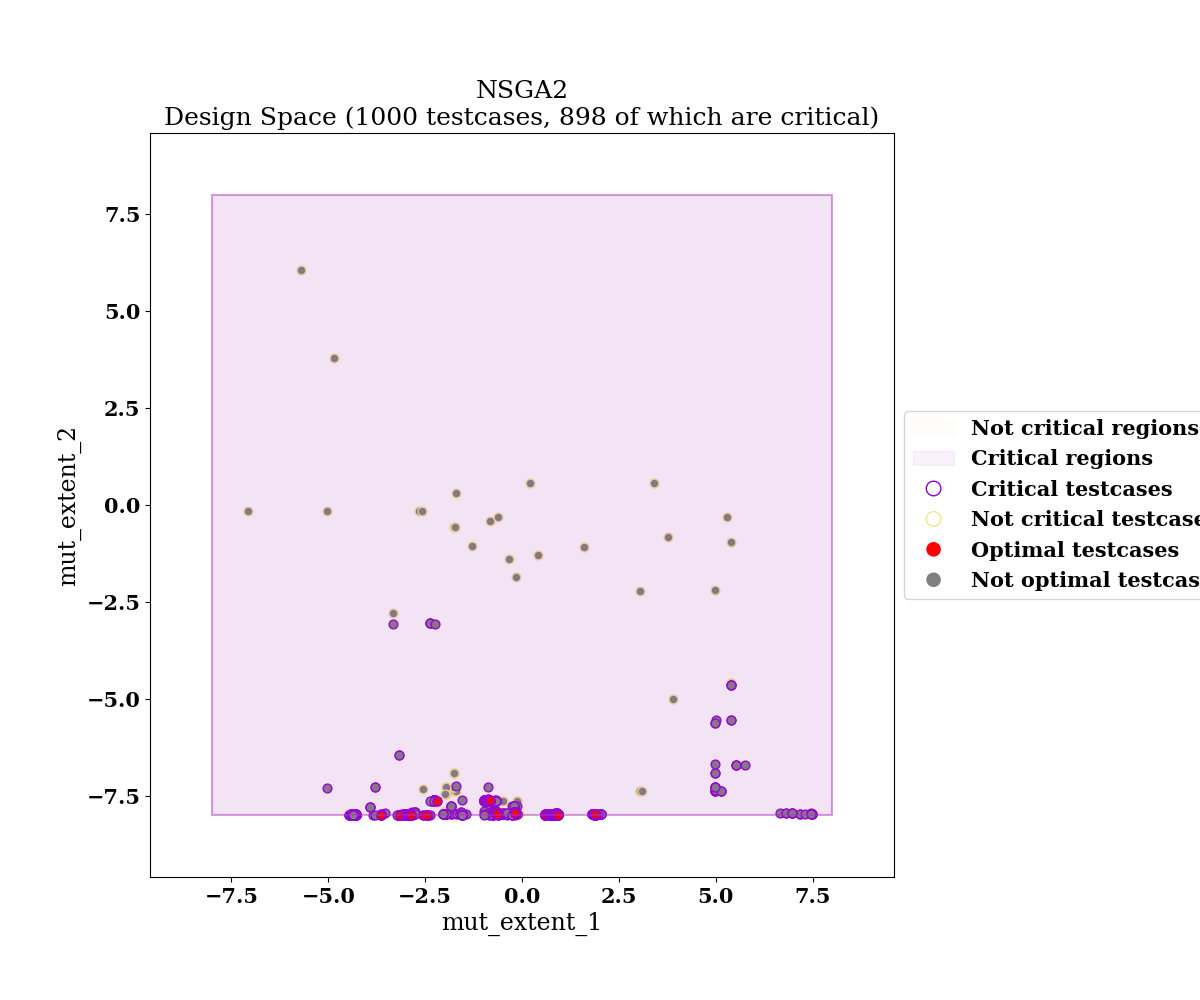 NSGA2
Design Space (1000 testcases, 898 of which are critical)
7.5
5.0
2.5
0.0
−2.5
−5.0
−7.5
mut_extent_2
−7.5 −5.0 −2.5 0.0 2.5 5.0 7.5
mut_extent_1
Not critical regions
Critical regions
Critical testcases
Not critical testcase
Optimal testcases
Not optimal testcas